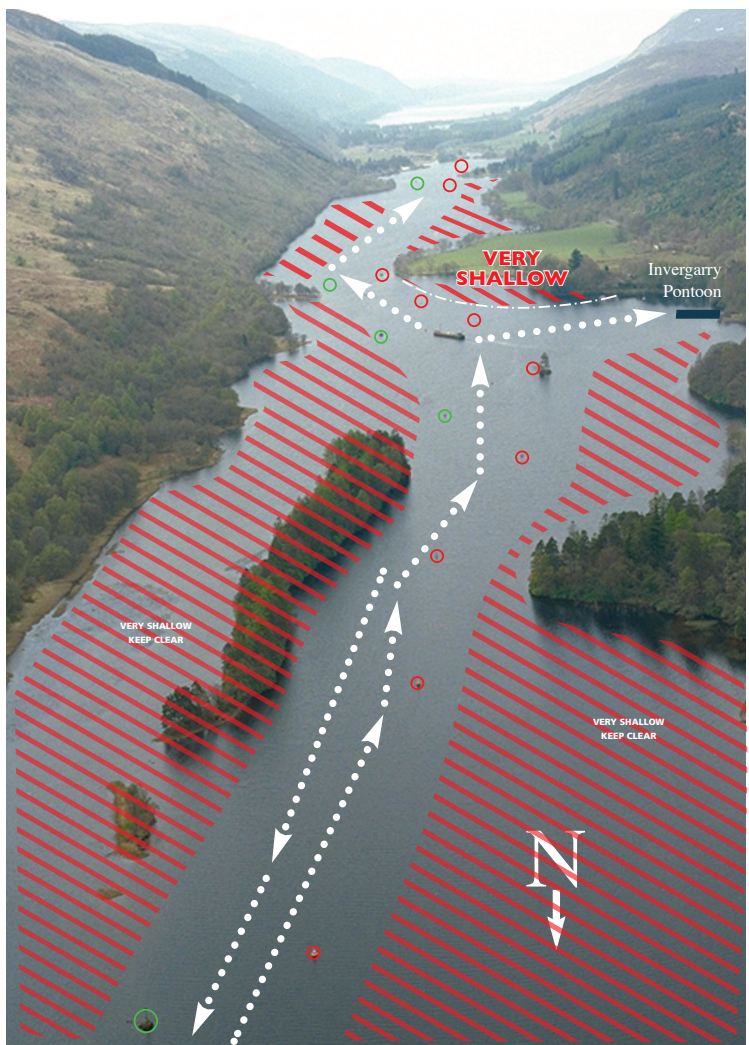 VERY
SHALLOW
Invergarry
Pontoon
VERY SHALLOW
KEEP CLEAR
VERY SHALLOW
KEEP CLEAR
N